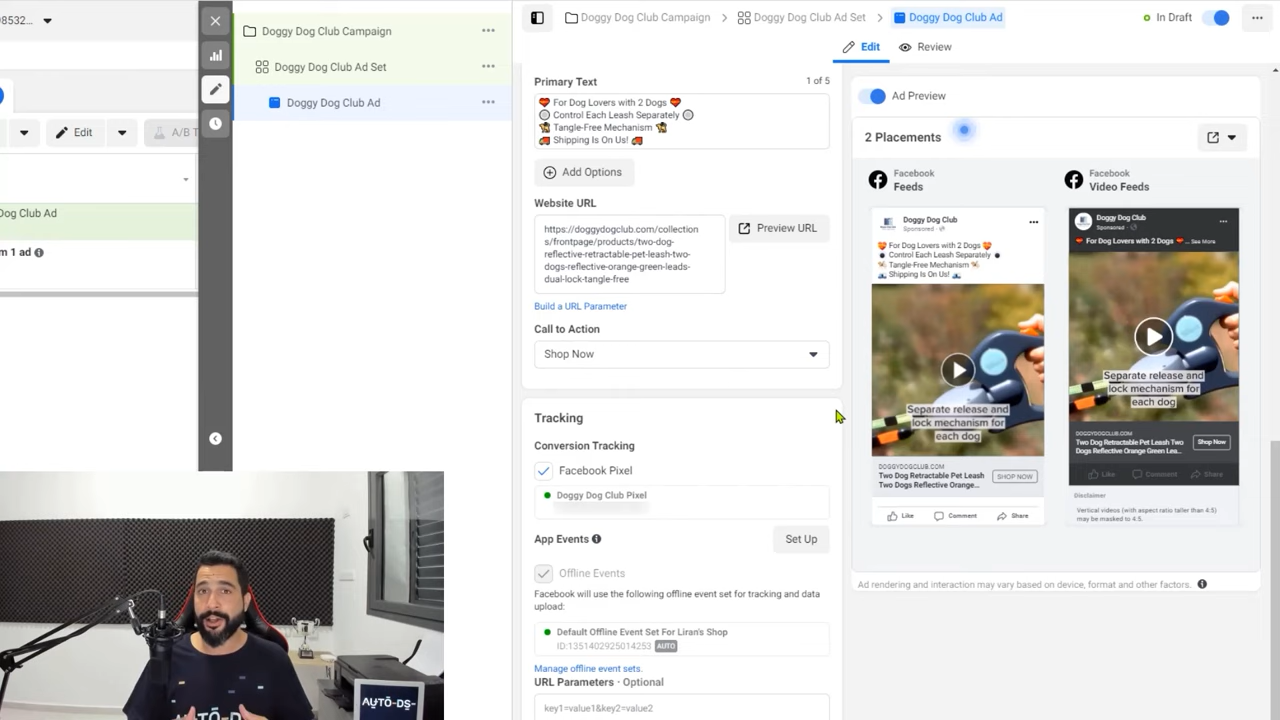 08532...
Edit
A/B T
Dog Club Ad
m 1 ad
Doggy Dog Club Campaign
Doggy Dog Club Ad Set
Doggy Dog Club Ad
Doggy Dog Club Campaign > Doggy Dog Club Ad Set > Doggy Dog Club Ad
In Draft
Edit
Review
Primary Text
1 of 5
For Dog Lovers with 2 Dogs
Control Each Leash Separately
Tangle-Free Mechanism
Shipping Is On Us!
Add Options
Website URL
https://doggydogclub.com/collection
s/frontpage/products/two-dog-
reflective-retractable-pet-leash-two-
dogs-reflective-orange-green-leads-
dual-lock-tangle-free
Preview URL
Build a URL Parameter
Call to Action
Shop Now
Tracking
Conversion Tracking
Facebook Pixel
Doggy Dog Club Pixel
App Events
Set Up
Offline Events
Facebook will use the following offline event set for tracking and data
upload:
Default Offline Event Set For Liran's Shop
ID:1351402925014253 AUTO
Manage offline event sets.
URL Parameters · Optional
key1=value1&key2=value2
Ad Preview
2 Placements
Facebook
Feeds
Doggy Dog Club
Sponsored ·
For Dog Lovers with 2 Dogs
Control Each Leash Separately
Tangle-Free Mechanism
Shipping Is On Us!
Separate release and
lock mechanism for
each dog
DOGGYDOGCLUB.COM
Two Dog Retractable Pet Leash
Two Dogs Reflective Orange...
SHOP NOW
Like
Comment
Share
Facebook
Video Feeds
Doggy Dog Club
Sponsored ·
For Dog Lovers with 2 Dogs ... See More
Separate release and
lock mechanism for
each dog
DOGGYDOGCLUB.COM
Two Dog Retractable Pet Leash Two
Dogs Reflective Orange Green Lea...
Shop Now
Like
Comment
Share
Disclaimer
Vertical videos (with aspect ratio taller than 4:5)
may be masked to 4:5.
Ad rendering and interaction may vary based on device, format and other factors.
AUTO-DS-
AUTO-DS-